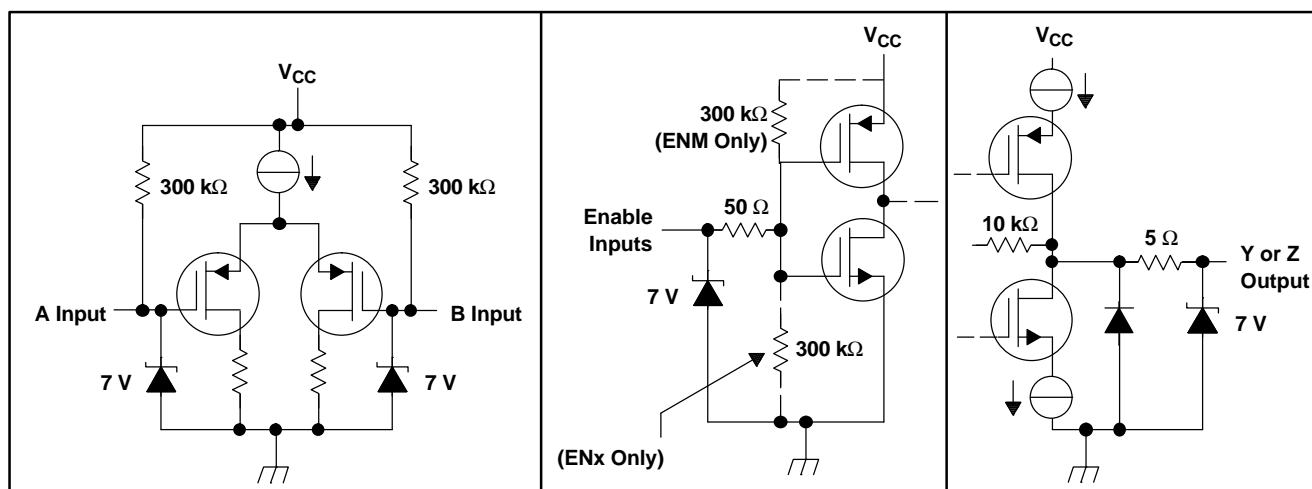 VCC
300 kΩ
300 kΩ
A Input
B Input
7 V
7 V
VCC
300 kΩ
(ENM Only)
50 Ω
Enable
Inputs
7 V
300 kΩ
(ENx Only)
VCC
10 kΩ
5 Ω
Y or Z
Output
7 V